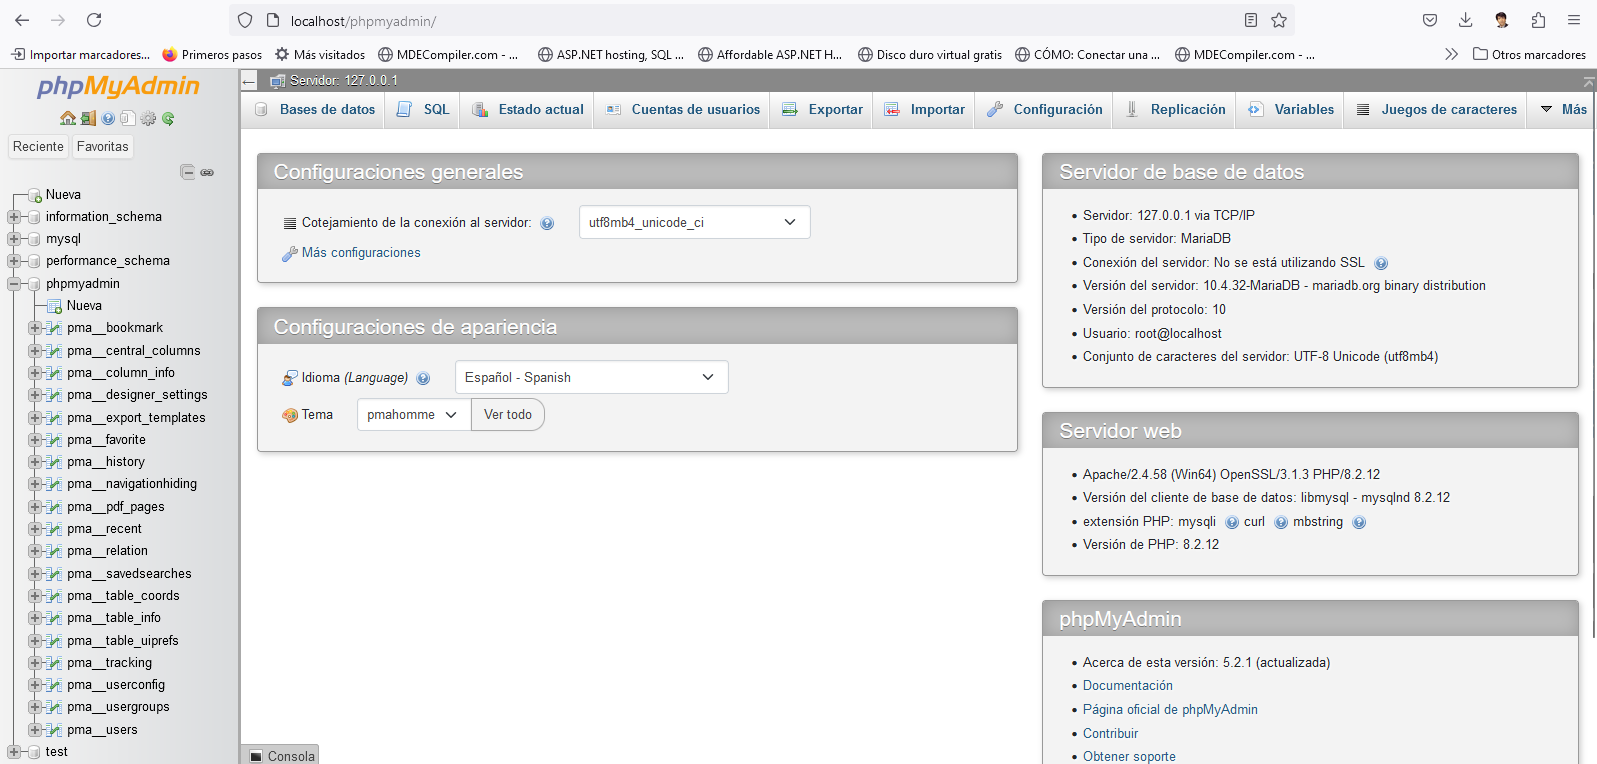 localhost/phpmyadmin/
Importar marcadores...
Primeros pasos
Más visitados
MDECompiler.com - ...
ASP.NET hosting, SQL ...
Affordable ASP.NET H...
Disco duro virtual gratis
CÓMO: Conectar una ...
MDECompiler.com - ...
Otros marcadores
phpMyAdmin
Reciente
Favoritas
Nueva
information_schema
mysql
performance_schema
phpmyadmin
Nueva
pma__bookmark
pma__central_columns
pma__column_info
pma__designer_settings
pma__export_templates
pma__favorite
pma__history
pma__navigationhiding
pma__pdf_pages
pma__recent
pma__relation
pma__savedsearches
pma__table_coords
pma__table_info
pma__table_uiprefs
pma__tracking
pma__userconfig
pma__usergroups
pma__users
test
Servidor: 127.0.0.1
Bases de datos
SQL
Estado actual
Cuentas de usuarios
Exportar
Importar
Configuración
Replicación
Variables
Juegos de caracteres
Más
Configuraciones generales
Cotejamiento de la conexión al servidor:
utf8mb4_unicode_ci
Más configuraciones
Configuraciones de apariencia
Idioma (Language)
Español - Spanish
Tema
pmahomme
Ver todo
Servidor de base de datos
Servidor: 127.0.0.1 via TCP/IP
Tipo de servidor: MariaDB
Conexión del servidor: No se está utilizando SSL
Versión del servidor: 10.4.32-MariaDB - mariadb.org binary distribution
Versión del protocolo: 10
Usuario: root@localhost
Conjunto de caracteres del servidor: UTF-8 Unicode (utf8mb4)
Servidor web
Apache/2.4.58 (Win64) OpenSSL/3.1.3 PHP/8.2.12
Versión del cliente de base de datos: libmysql - mysqlnd 8.2.12
extensión PHP: mysqli curl mbstring
Versión de PHP: 8.2.12
phpMyAdmin
Acerca de esta versión: 5.2.1 (actualizada)
Documentación
Página oficial de phpMyAdmin
Contribuir
Obtener soporte
Consola